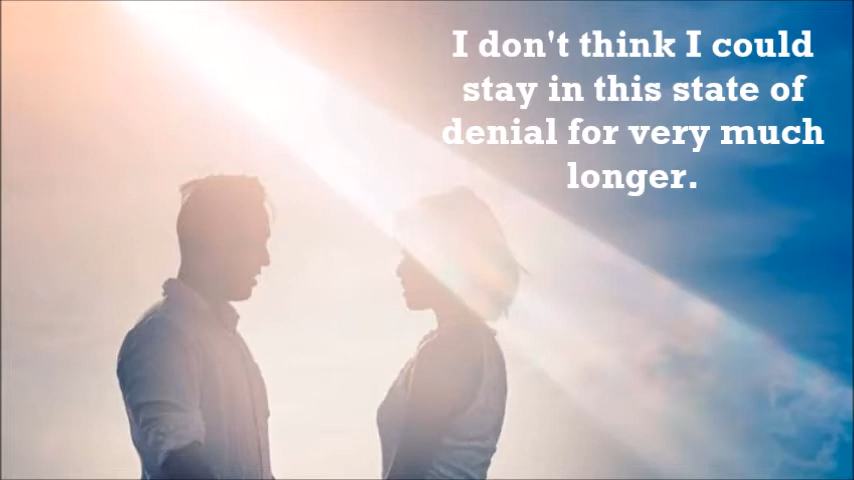 I don't think I could
stay in this state of
denial for very much
longer.